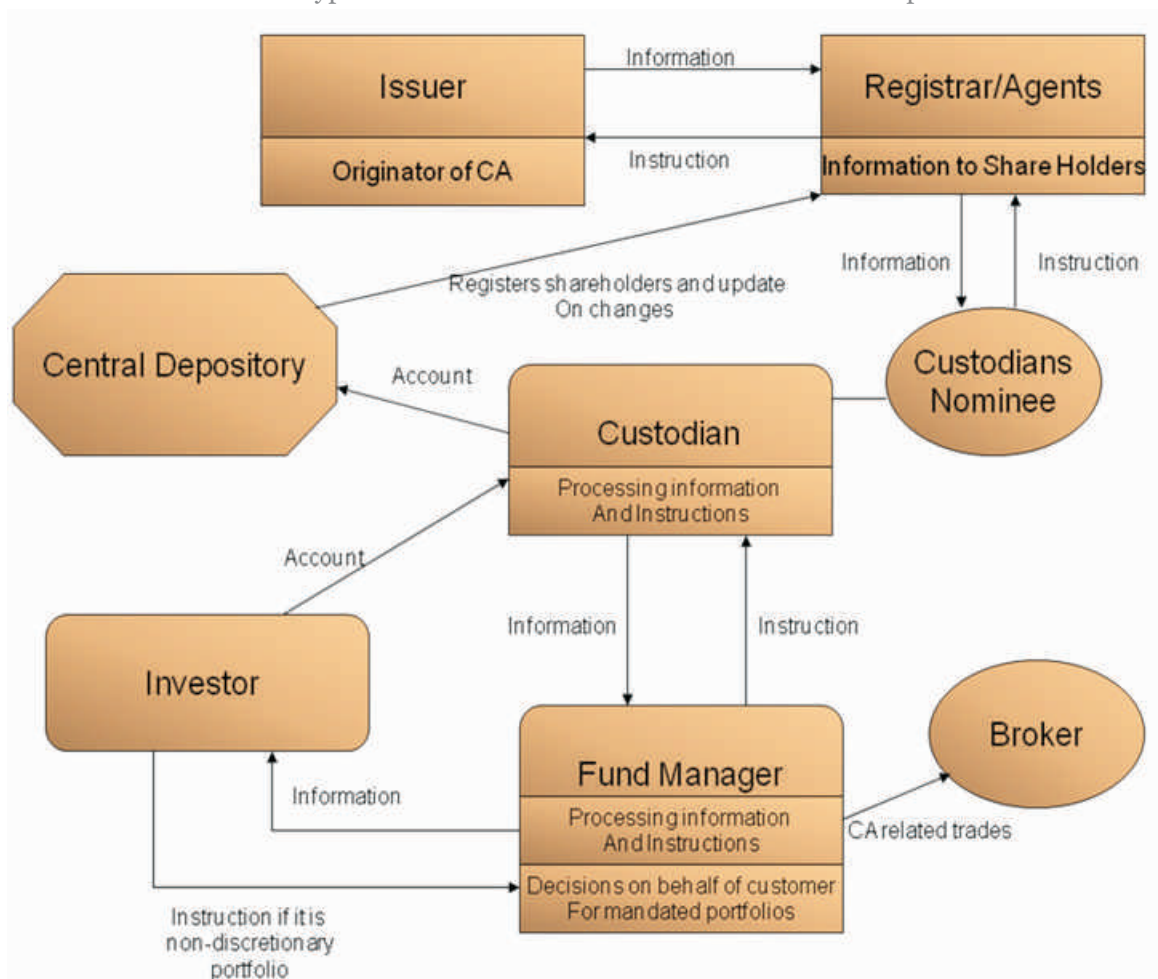 Information
Issuer
Registrar/Agents
Originator of CA
Instruction
Information to Share Holders
Information
Instruction
Registers shareholders and update
On changes
Central Depository
Account
Custodians
Nominee
Custodian
Processing information
And Instructions
Account
Information
Instruction
Investor
Broker
Fund Manager
Information
Processing information
And Instructions
CA related trades
Decisions on behalf of customer
For mandated portfolios
Instruction if it is
non-discretionary
portfolio